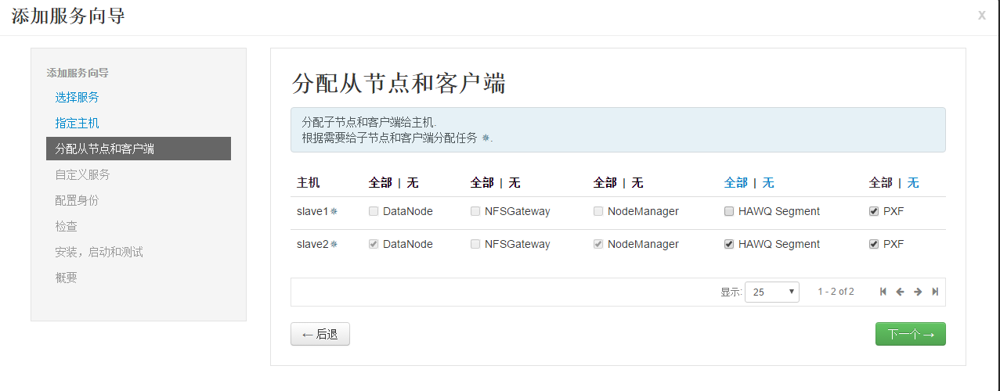 添加服务向导
x
添加服务向导
选择服务
指定主机
分配从节点和客户端
自定义服务
配置身份
检查
安装，启动和测试
概要
分配从节点和客户端
分配子节点和客户端给主机.
根据需要给子节点和客户端分配任务 ✵.
主机 全部 | 无 全部 | 无 全部 | 无 全部 | 无 全部 | 无
slave1✵ DataNode NFSGateway NodeManager HAWQ Segment PXF
slave2✵ DataNode NFSGateway NodeManager HAWQ Segment PXF
显示: 25 1 - 2 of 2
← 后退
下一个 →